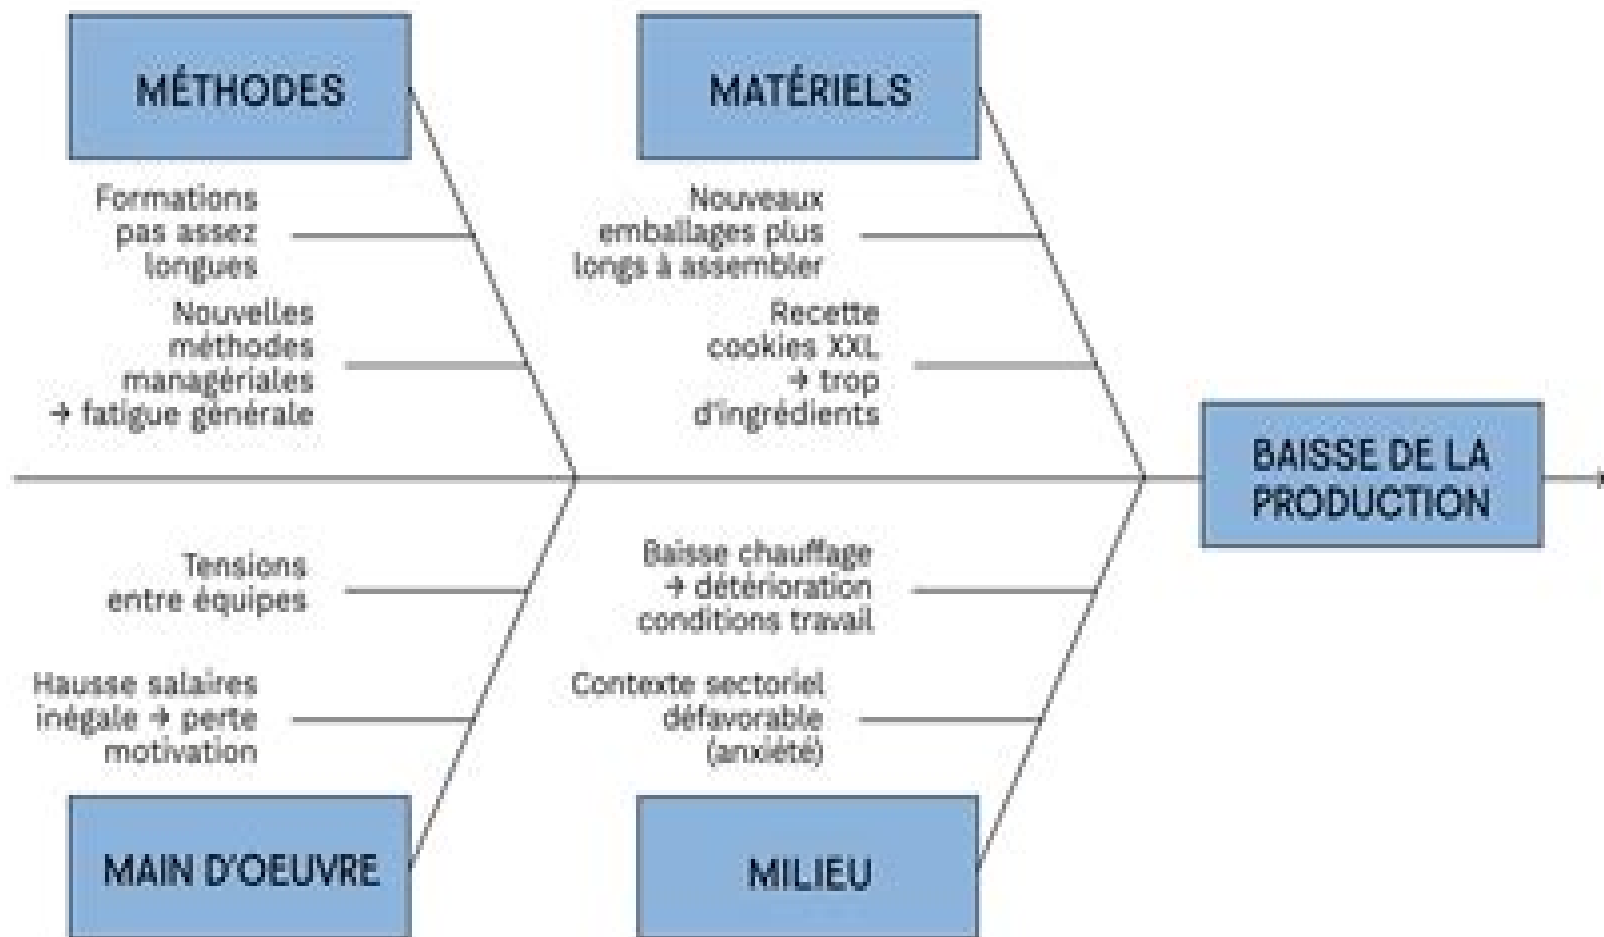 MÉTHODES
Formations
pas assez
longues
Nouvelles
méthodes
managériales
→ fatigue générale
MATÉRIELS
Nouveaux
emballages plus
longs à assembler
Recette
cookies XXL
→ trop
d'ingrédients
BAISSE DE LA
PRODUCTION
Tensions
entre équipes
Hausse salaires
inégale → perte
motivation
MAIN D'OEUVRE
Baisse chauffage
→ détérioration
conditions travail
Contexte sectoriel
défavorable
(anxiété)
MILIEU